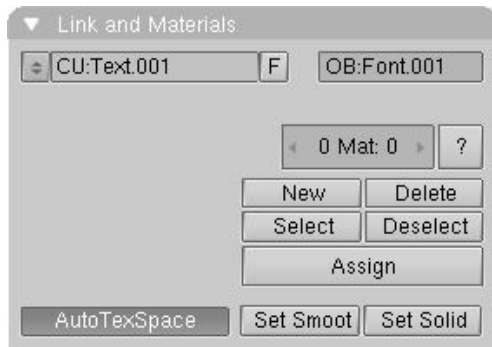 Link and Materials
CU:Text.001 F OB:Font.001
0 Mat: 0 ?
New Delete
Select Deselect
Assign
AutoTexSpace Set Smoot Set Solid